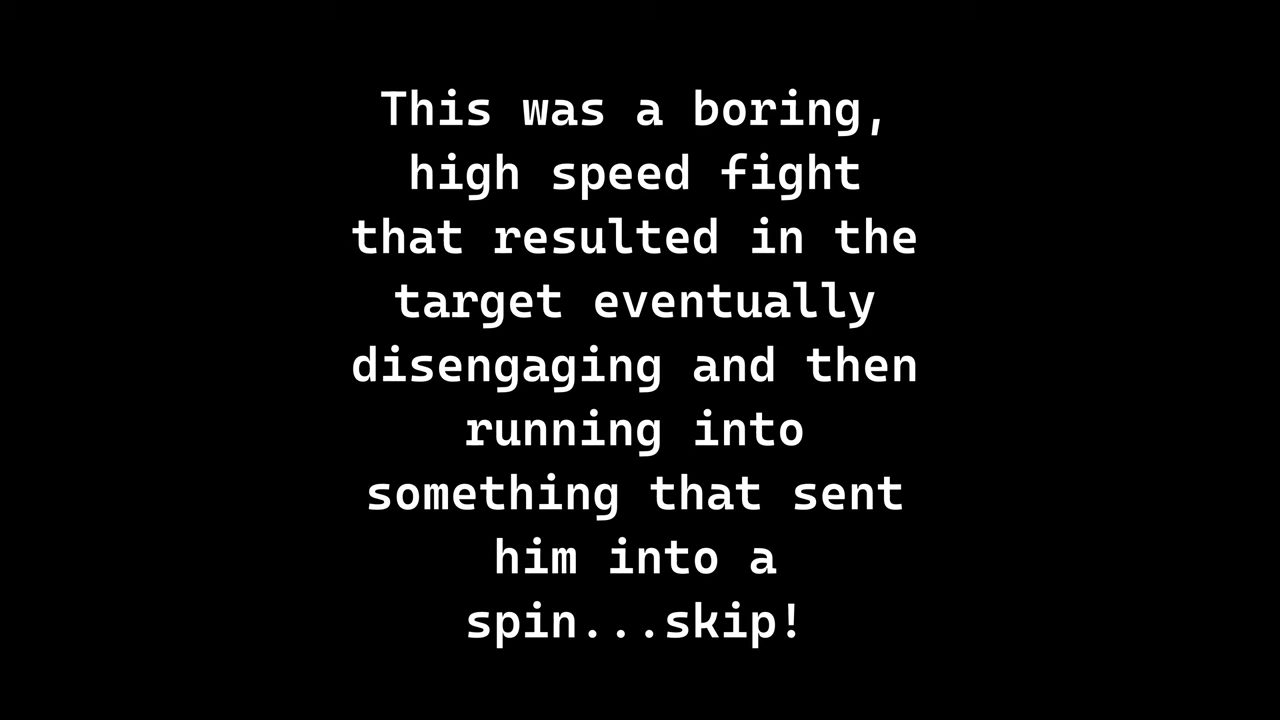 This was a boring,
high speed fight
that resulted in the
target eventually
disengaging and then
running into
something that sent
him into a
spin...skip!